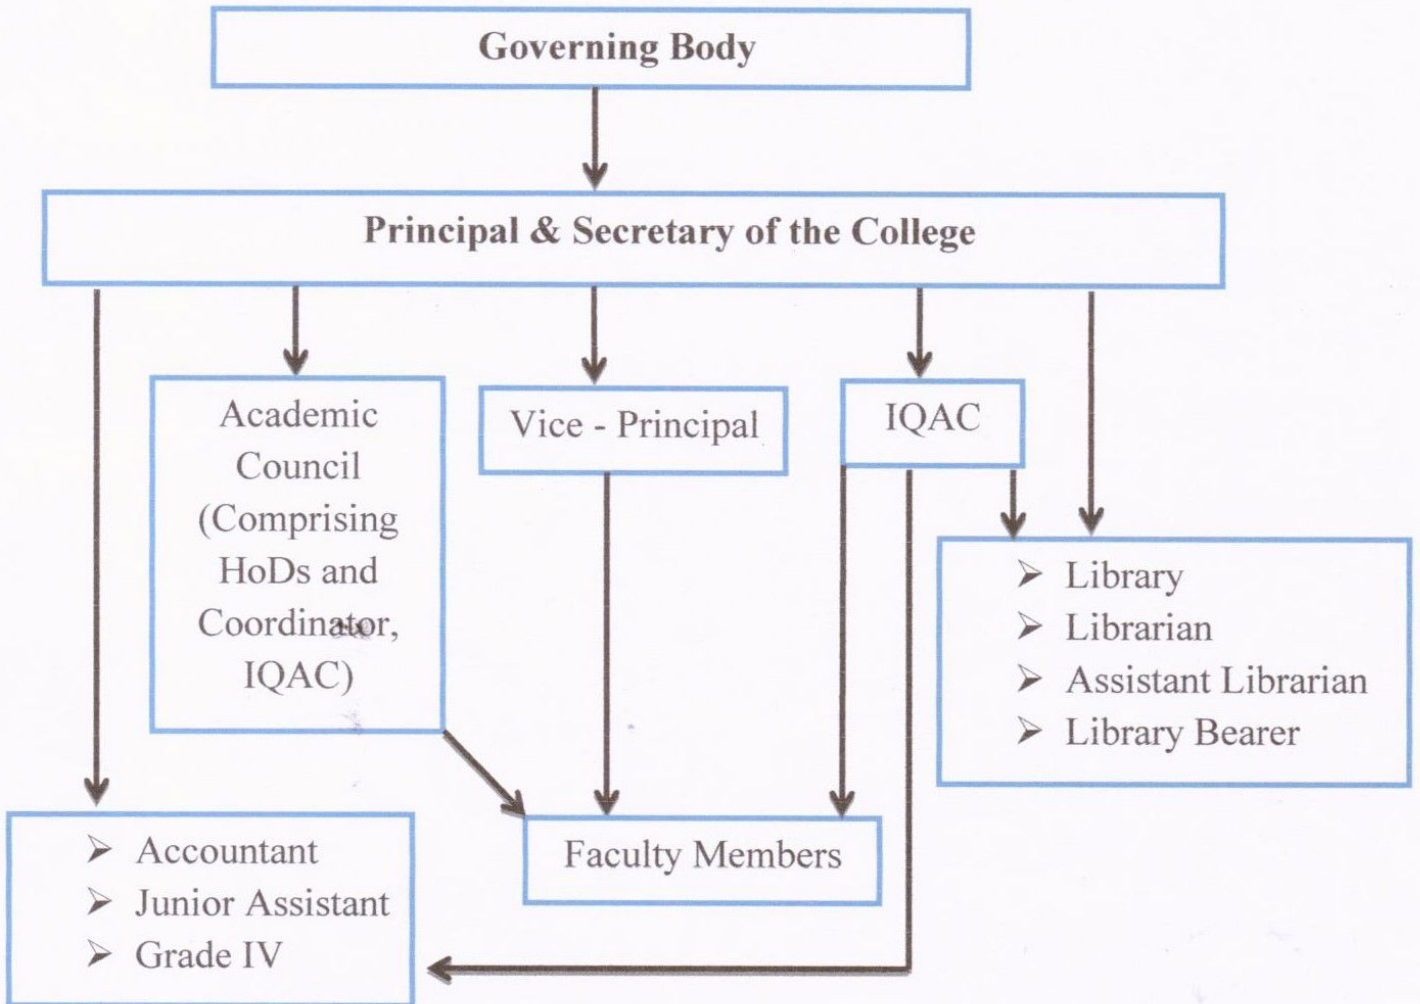 Governing Body
Principal & Secretary of the College
Academic
Council
(Comprising
HoDs and
Coordinator,
IQAC)
Vice - Principal
IQAC
➢ Library
➢ Librarian
➢ Assistant Librarian
➢ Library Bearer
➢ Accountant
➢ Junior Assistant
➢ Grade IV
Faculty Members